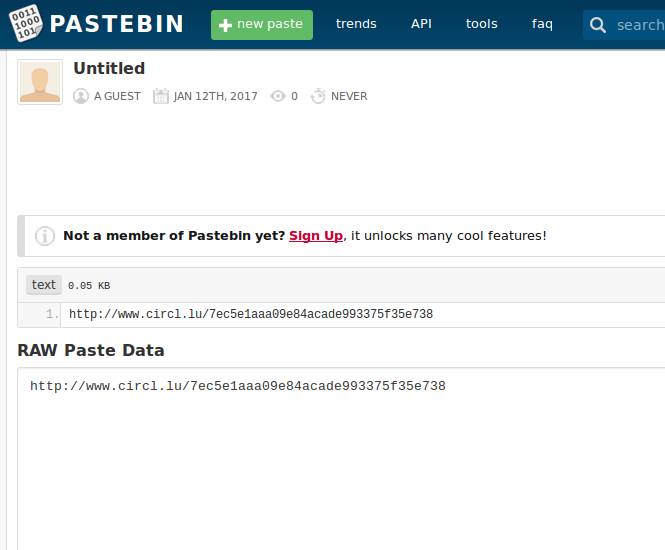 0011
1000
101
PASTEBIN
new paste
trends
API
tools
faq
search
Untitled
A GUEST
JAN 12TH, 2017
0
NEVER
Not a member of Pastebin yet? Sign Up, it unlocks many cool features!
text
0.05 KB
1. http://www.circl.lu/7ec5e1aaa09e84acade993375f35e738
RAW Paste Data
http://www.circl.lu/7ec5e1aaa09e84acade993375f35e738